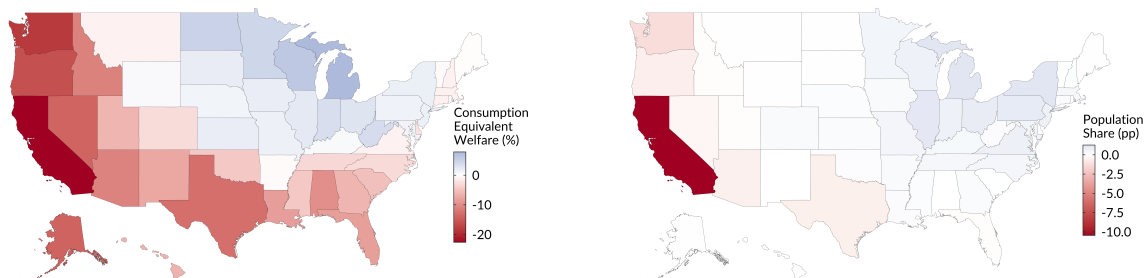 Consumption
Equivalent
Welfare (%)
0
-10
-20
Population
Share (pp)
0.0
-2.5
-5.0
-7.5
-10.0